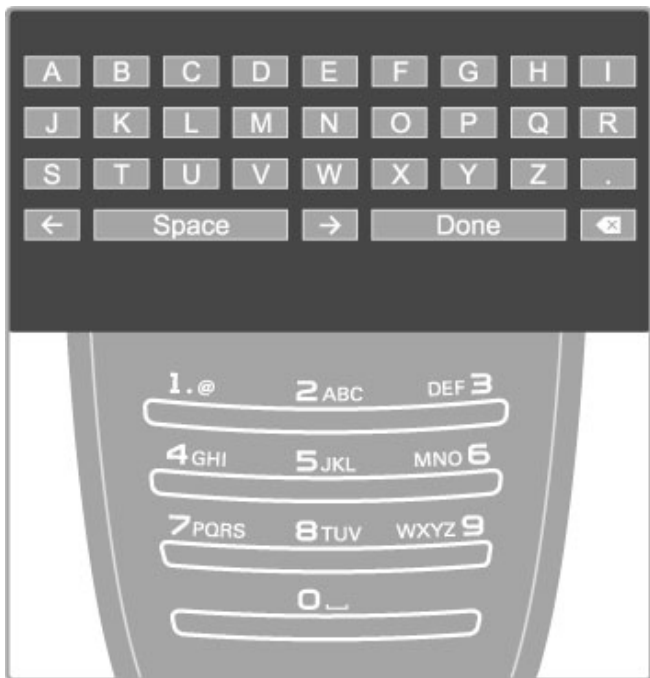 A B C D E F G H I
J K L M N O P Q R
S T U V W X Y Z .
← Space → Done
1.@ 2ABC DEF3
4GHI 5JKL MNO6
7PQRS 8TUV WXYZ9
0